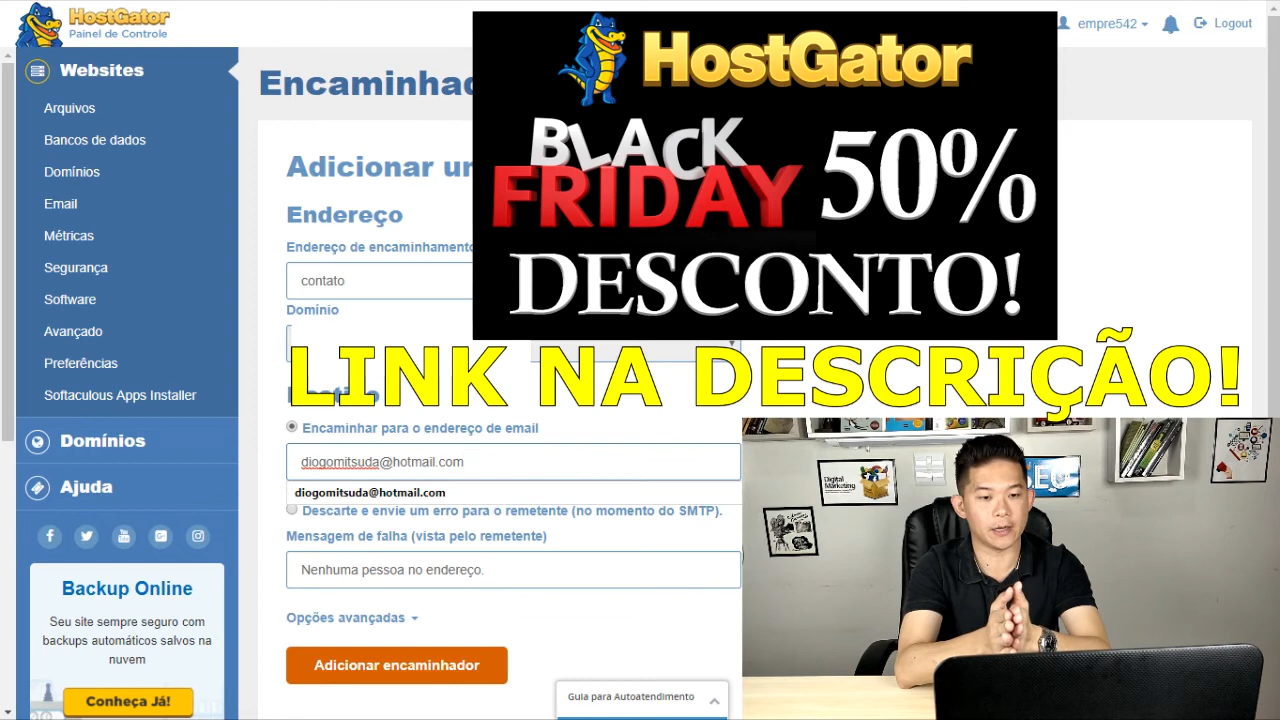 HostGator
Painel de Controle
empre542
Logout
Websites
Arquivos
Bancos de dados
Domínios
Email
Métricas
Segurança
Software
Avançado
Preferências
Softaculous Apps Installer
Domínios
Ajuda
Backup Online
Seu site sempre seguro com
backups automáticos salvos na
nuvem
Conheça Já!
Encaminhad
Adicionar um
Endereço
Endereço de encaminhamento
contato
Domínio
HostGator
BLACK
FRIDAY 50%
DESCONTO!
LINK NA DESCRIÇÃO!
Encaminhar para o endereço de email
diogomitsuda@hotmail.com
diogomitsuda@hotmail.com
Descarte e envie um erro para o remetente (no momento do SMTP).
Mensagem de falha (vista pelo remetente)
Nenhuma pessoa no endereço.
Opções avançadas
Adicionar encaminhador
Guia para Autoatendimento
Digital
Marketing
SEO